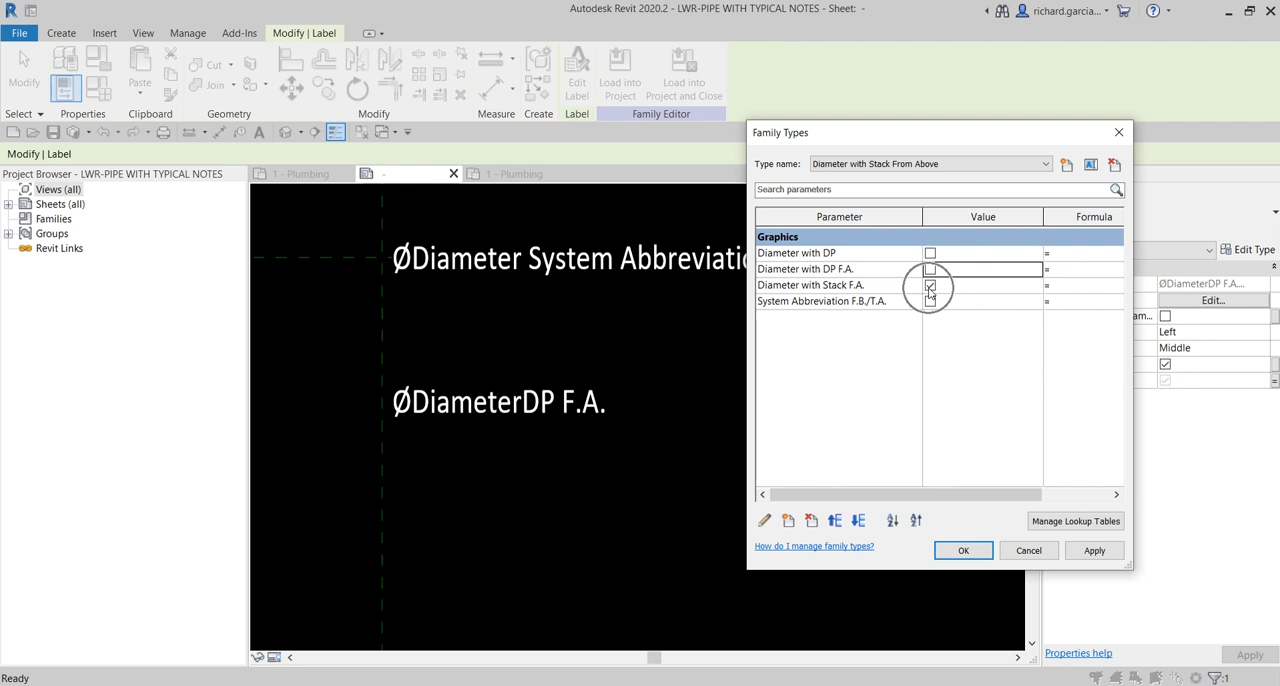 Autodesk Revit 2020.2 - LWR-PIPE WITH TYPICAL NOTES - Sheet:  -
richard.garcia...
File Create Insert View Manage Add-Ins Modify | Label
Modify
Paste
Cut
Join
Edit Label
Load into Project
Load into Project and Close
Select Properties Clipboard Geometry Modify Measure Create Label Family Editor
Modify | Label
Project Browser - LWR-PIPE WITH TYPICAL NOTES
1 - Plumbing
-
1 - Plumbing
Views (all)
Sheets (all)
Families
Groups
Revit Links
ØDiameter System Abbreviatio
ØDiameterDP F.A.
Family Types
Type name: Diameter with Stack From Above
Search parameters
Parameter Value Formula
Graphics
Diameter with DP =
Diameter with DP F.A. =
Diameter with Stack F.A. =
System Abbreviation F.B./T.A. =
Manage Lookup Tables
How do I manage family types?
OK Cancel Apply
Edit Type
ØDiameterDP F.A....
Edit...
am...
Left
Middle
=
Properties help
Apply
Ready
:1